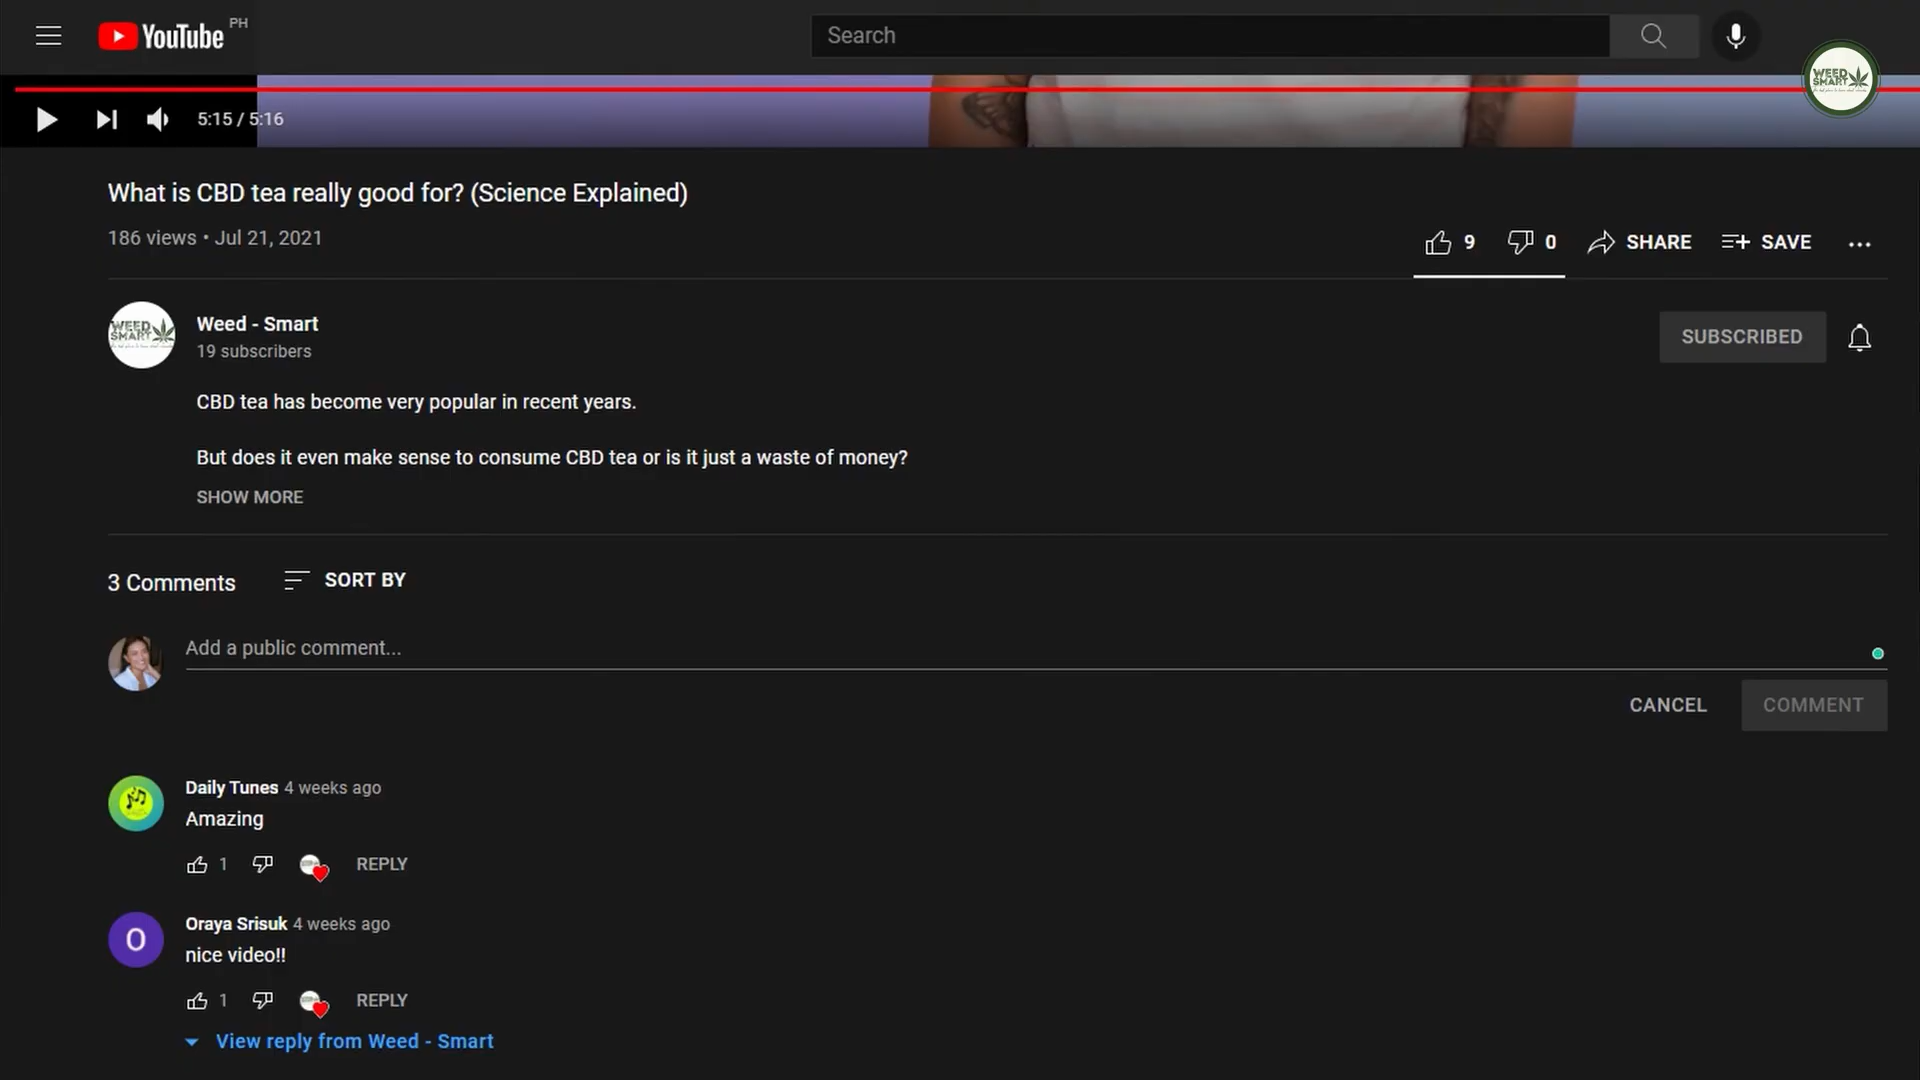 YouTube PH
Search
WEED
SMART
5:15 / 5:16
What is CBD tea really good for? (Science Explained)
186 views • Jul 21, 2021
9
0
SHARE
SAVE
WEED
SMART
Weed - Smart
19 subscribers
SUBSCRIBED
CBD tea has become very popular in recent years.
But does it even make sense to consume CBD tea or is it just a waste of money?
SHOW MORE
3 Comments
SORT BY
Add a public comment...
CANCEL
COMMENT
Daily Tunes 4 weeks ago
Amazing
1
REPLY
O
Oraya Srisuk 4 weeks ago
nice video!!
1
REPLY
View reply from Weed - Smart